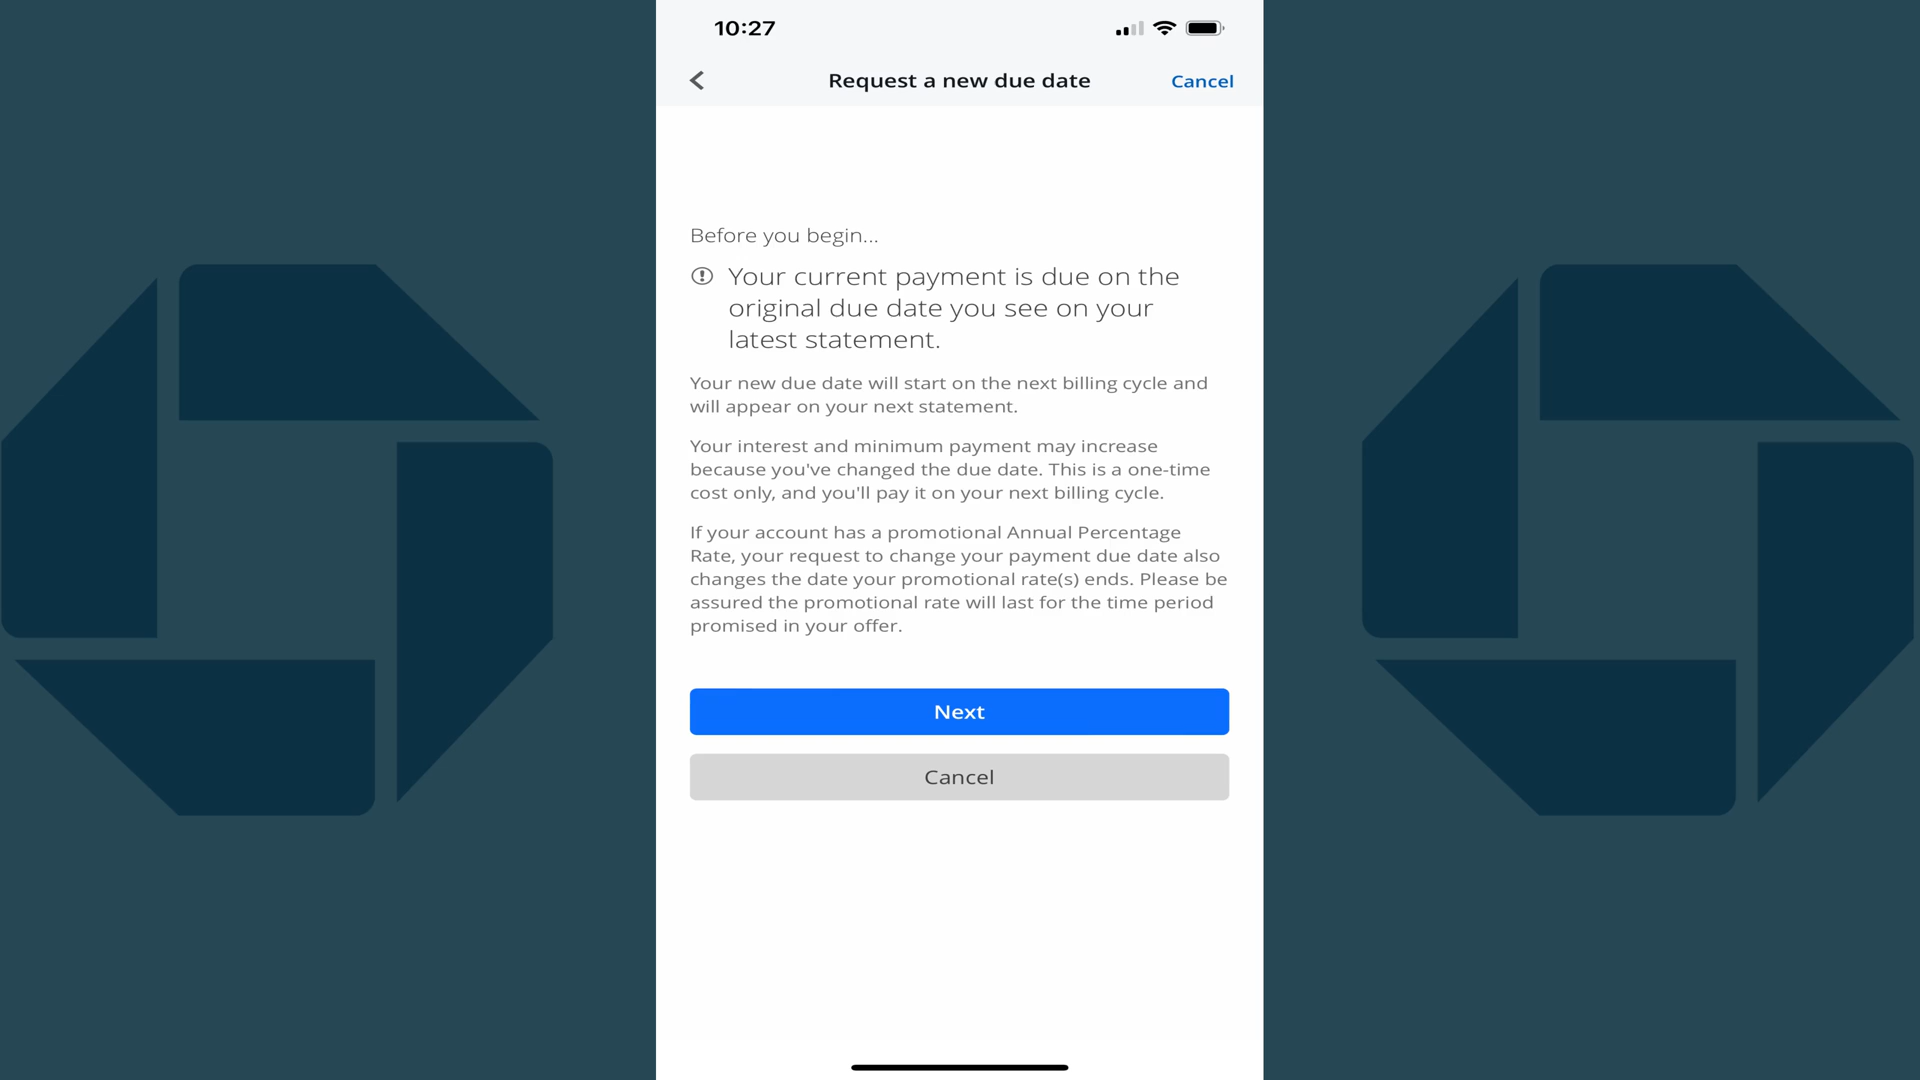 10:27
Request a new due date
Cancel
Before you begin...
Your current payment is due on the
original due date you see on your
latest statement.
Your new due date will start on the next billing cycle and
will appear on your next statement.
Your interest and minimum payment may increase
because you've changed the due date. This is a one-time
cost only, and you'll pay it on your next billing cycle.
If your account has a promotional Annual Percentage
Rate, your request to change your payment due date also
changes the date your promotional rate(s) ends. Please be
assured the promotional rate will last for the time period
promised in your offer.
Next
Cancel